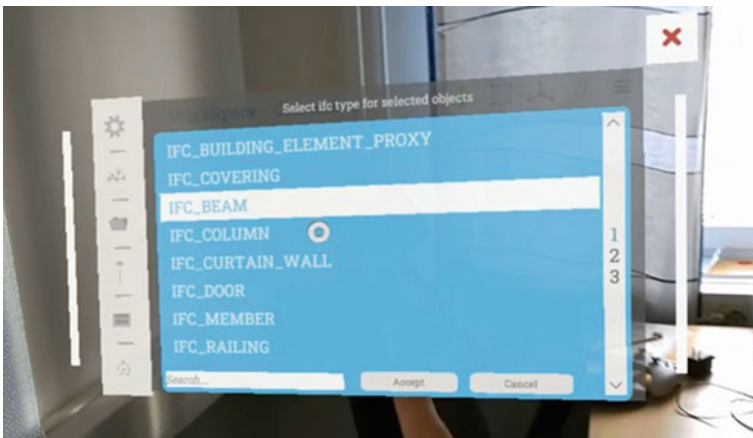 Select ifc type for selected objects
IFC_BUILDING_ELEMENT_PROXY
IFC_COVERING
IFC_BEAM
IFC_COLUMN
IFC_CURTAIN_WALL
IFC_DOOR
IFC_MEMBER
IFC_RAILING
1
2
3
Search...
Accept
Cancel